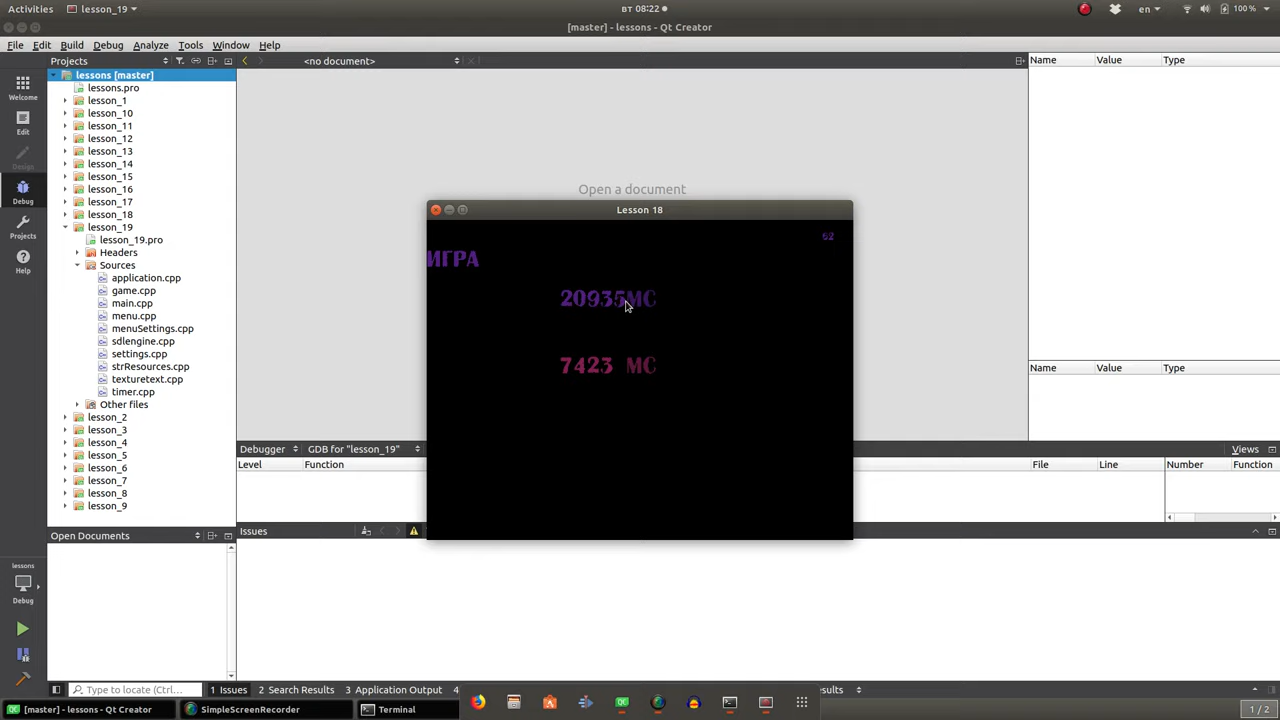 Activities lesson_19 ВТ 08:22 en 100 %
[master] - lessons - Qt Creator
File Edit Build Debug Analyze Tools Window Help
Projects <no document> Name Value Type
lessons [master]
lessons.pro
lesson_1
lesson_10
lesson_11
lesson_12
lesson_13
lesson_14
lesson_15
lesson_16
lesson_17
lesson_18
lesson_19
lesson_19.pro
Headers
Sources
application.cpp
game.cpp
main.cpp
menu.cpp
menuSettings.cpp
sdlengine.cpp
settings.cpp
strResources.cpp
texturetext.cpp
timer.cpp
Other files
lesson_2
lesson_3
lesson_4
lesson_5
lesson_6
lesson_7
lesson_8
lesson_9
Welcome
Edit
Design
Debug
Projects
Help
Open a document
Lesson 18
62
ИГРА
20935МС
7423 МС
Name Value Type
Debugger GDB for "lesson_19" Views
Level Function File Line Number Function
Issues
Open Documents
lessons
Debug
Type to locate (Ctrl... 1 Issues 2 Search Results 3 Application Output 4
[master] - lessons - Qt Creator SimpleScreenRecorder Terminal 1 / 2